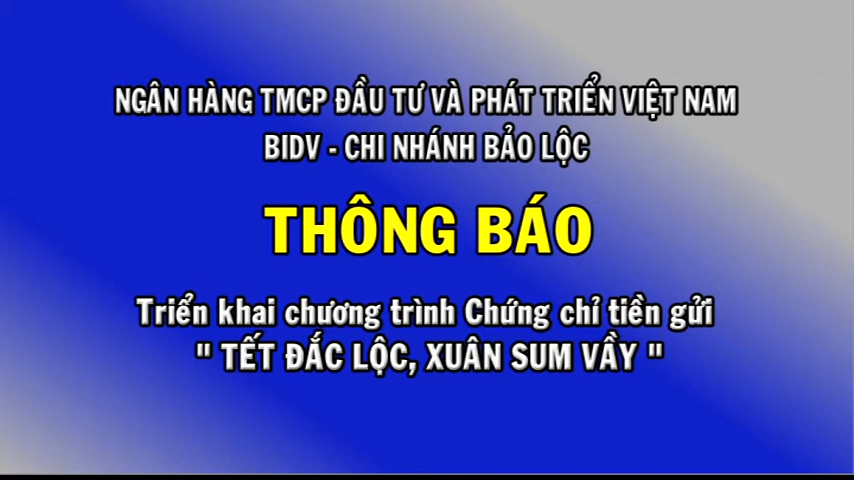 NGÂN HÀNG TMCP ĐẦU TƯ VÀ PHÁT TRIỂN VIỆT NAM
BIDV - CHI NHÁNH BẢO LỘC
THÔNG BÁO
Triển khai chương trình Chứng chỉ tiền gửi
" TẾT ĐẮC LỘC, XUÂN SUM VẦY "